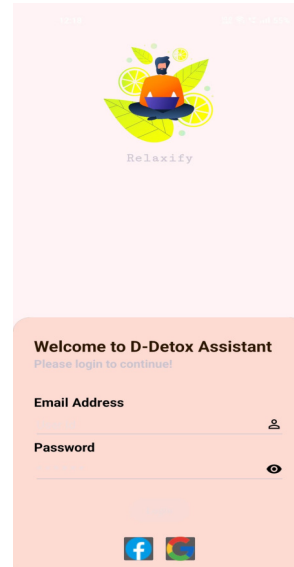 Relaxify
Welcome to D-Detox Assistant
Please login to continue!
Email Address
Password